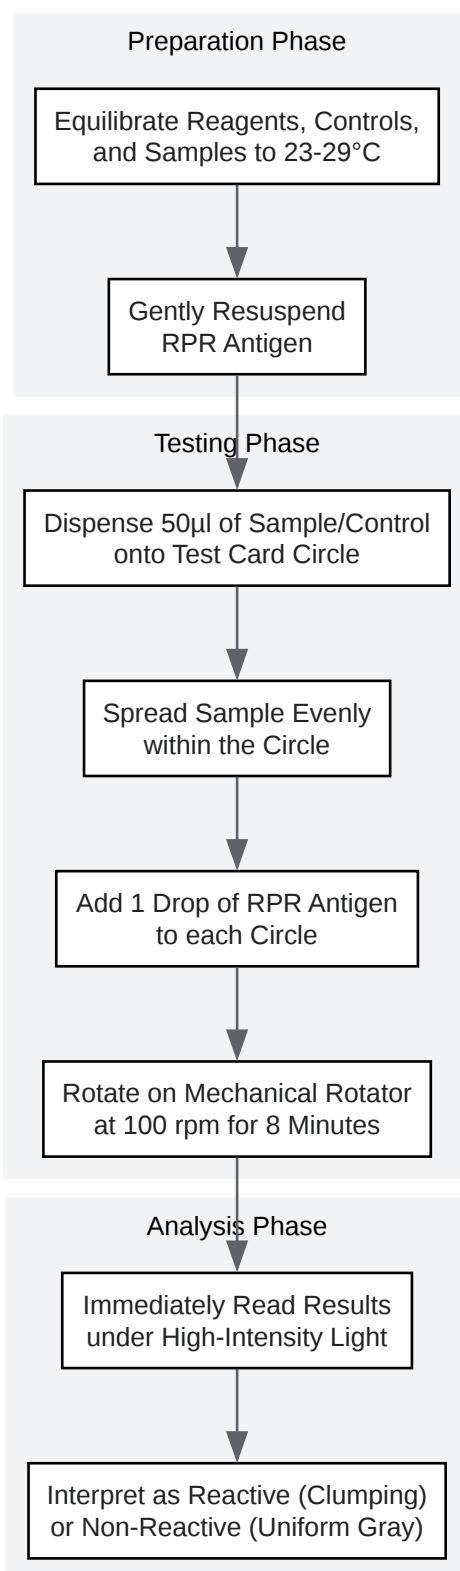 Preparation Phase
Equilibrate Reagents, Controls,
and Samples to 23-29°C
Gently Resuspend
RPR Antigen
Testing Phase
Dispense 50µl of Sample/Control
onto Test Card Circle
Spread Sample Evenly
within the Circle
Add 1 Drop of RPR Antigen
to each Circle
Rotate on Mechanical Rotator
at 100 rpm for 8 Minutes
Analysis Phase
Immediately Read Results
under High-Intensity Light
Interpret as Reactive (Clumping)
or Non-Reactive (Uniform Gray)